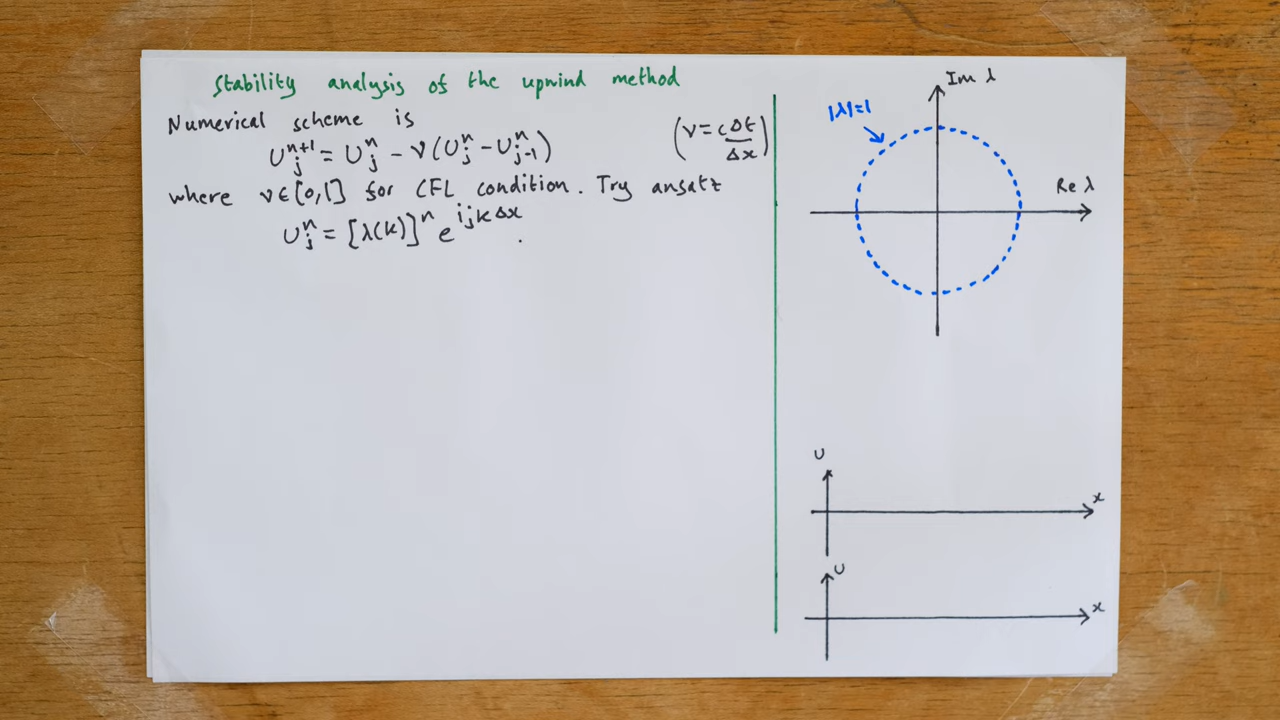 Stability analysis of the upwind method
Numerical scheme is
U_j^{n+1} = U_j^n - ν(U_j^n - U_{j-1}^n) (ν = cΔt/Δx)
where ν∈[0,1] for CFL condition. Try ansatz
U_j^n = [λ(k)]^n e^{ijkΔx}
Im λ
|λ|=1
Re λ
U
x
U
x